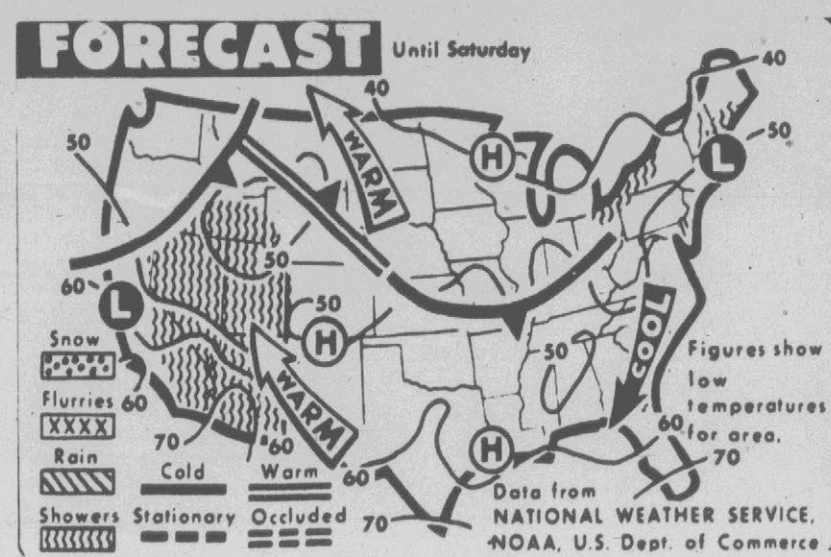 FORECAST
Until Saturday
40
40
50
50
WARM
H
L
50
60
L
50
H
50
WARM
COOL
Figures show
low
temperatures
for area.
Snow
Flurries
60
70
60
60
60
70
H
70
Rain
Cold
Warm
Showers
Stationary
Occluded
Data from
NATIONAL WEATHER SERVICE,
NOAA, U.S. Dept. of Commerce